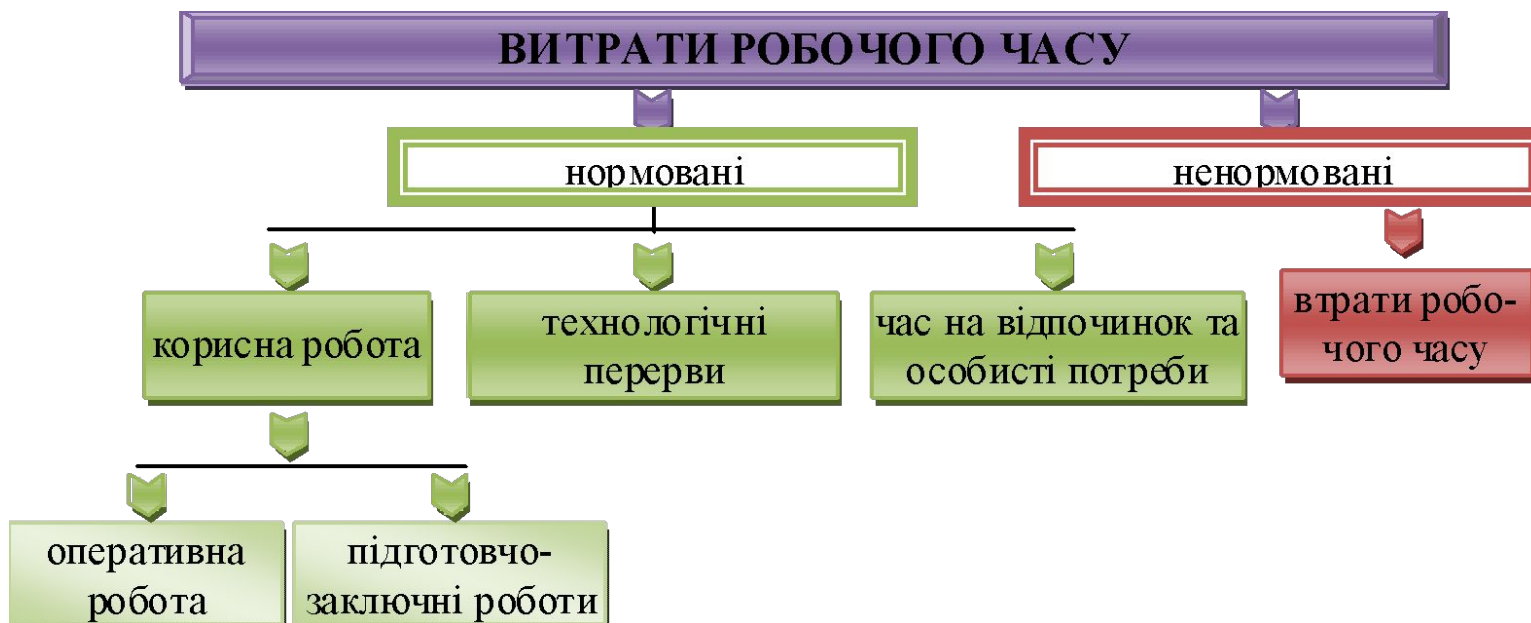 ВИТРАТИ РОБОЧОГО ЧАСУ
нормовані
ненормовані
корисна робота
технологічні
перерви
час на відпочинок та
особисті потреби
втрати робо-
чого часу
оперативна
робота
підготовчо-
заключні роботи